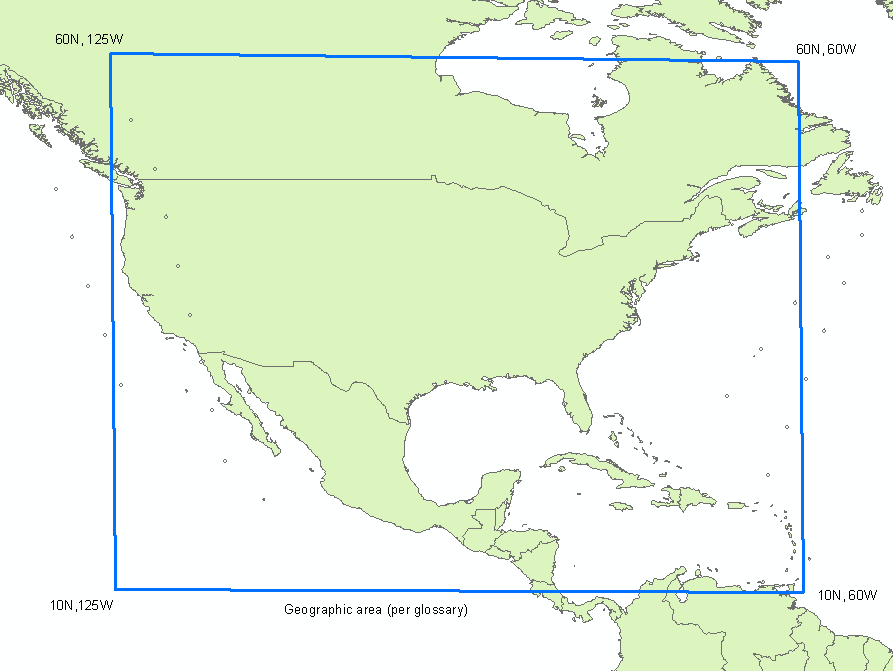 60N, 125W
60N, 60W
10N, 125W
10N, 60W
Geographic area (per glossary)